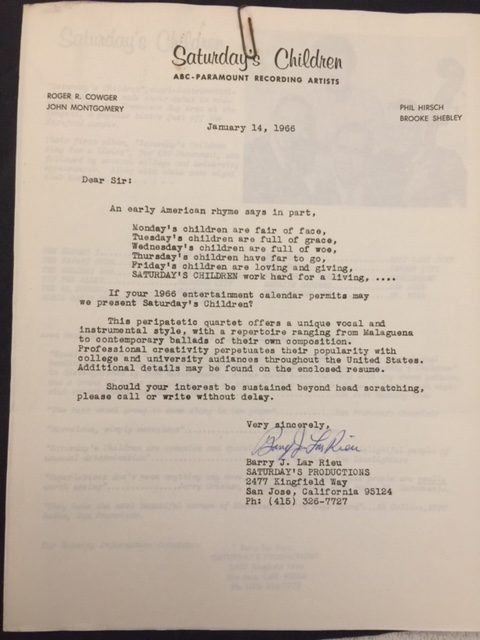 Saturday's Children
ABC-PARAMOUNT RECORDING ARTISTS
ROGER R. COWGER
JOHN MONTGOMERY
PHIL HIRSCH
BROOKE SHEBLEY
January 14, 1966
Dear Sir:
An early American rhyme says in part,
Monday's children are fair of face,
Tuesday's children are full of grace,
Wednesday's children are full of woe,
Thursday's children have far to go,
Friday's children are loving and giving,
SATURDAY'S CHILDREN work hard for a living, ....
If your 1966 entertainment calendar permits may
we present Saturday's Children?
This peripatetic quartet offers a unique vocal and
instrumental style, with a repertoire ranging from Malaguena
to contemporary ballads of their own composition.
Professional creativity perpetuates their popularity with
college and university audiences throughout the United States.
Additional details may be found on the enclosed resume.
Should your interest be sustained beyond head scratching,
please call or write without delay.
Very sincerely,
Barry J. Lar Rieu
Barry J. Lar Rieu
SATURDAY'S PRODUCTIONS
2477 Kingfield Way
San Jose, California 95124
Ph: (415) 326-7727